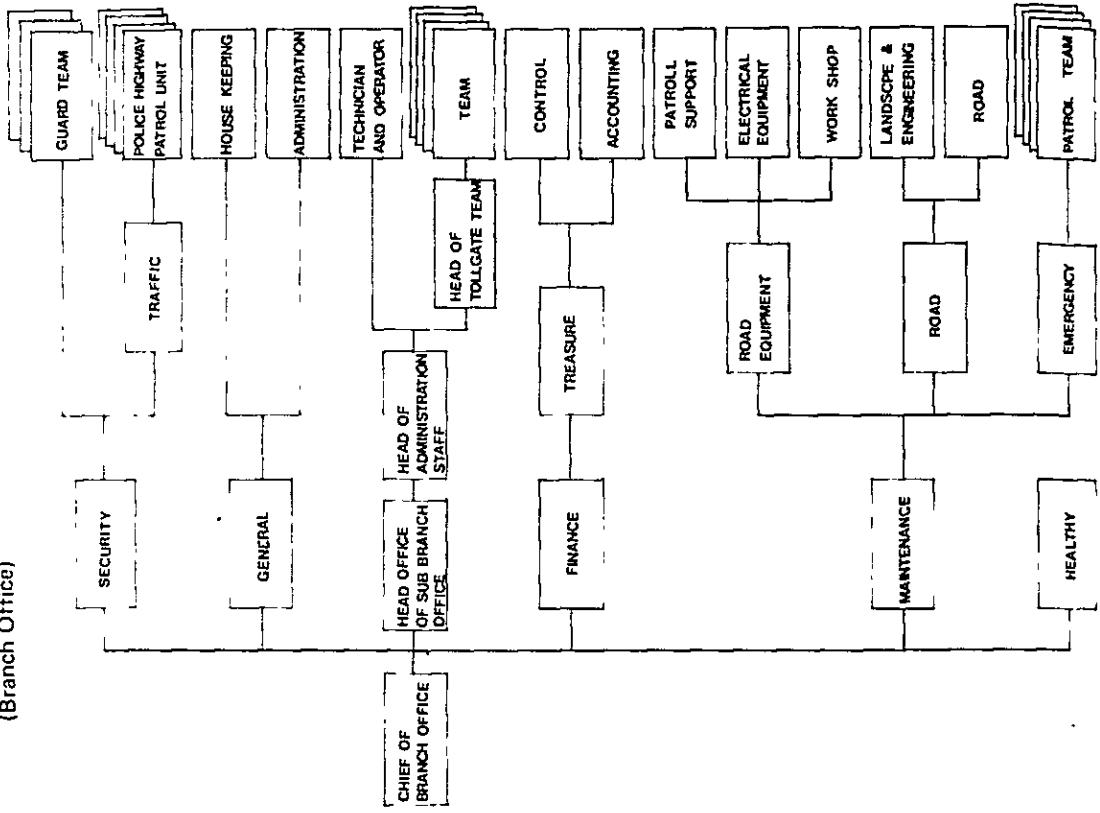 (Branch Office)
GUARD TEAM
POLICE HIGHWAY
PATROL UNIT
HOUSE KEEPING
ADMINISTRATION
TECHNICIAN
AND OPERATOR
TEAM
CONTROL
ACCOUNTING
PATROLL
SUPPORT
ELECTRICAL
EQUIPMENT
WORK SHOP
LANDSCPE &
ENGINEERING
ROAD
PATROL TEAM
TRAFFIC
HEAD OF
TOLLGATE TEAM
ROAD
EQUIPMENT
ROAD
EMERGENCY
HEAD OF
ADMINISTRATION
STAFF
TREASURE
SECURITY
GENERAL
HEAD OFFICE
OF SUB BRANCH
OFFICE
FINANCE
MAINTENANCE
HEALTHY
CHIEF OF
BRANCH OFFICE